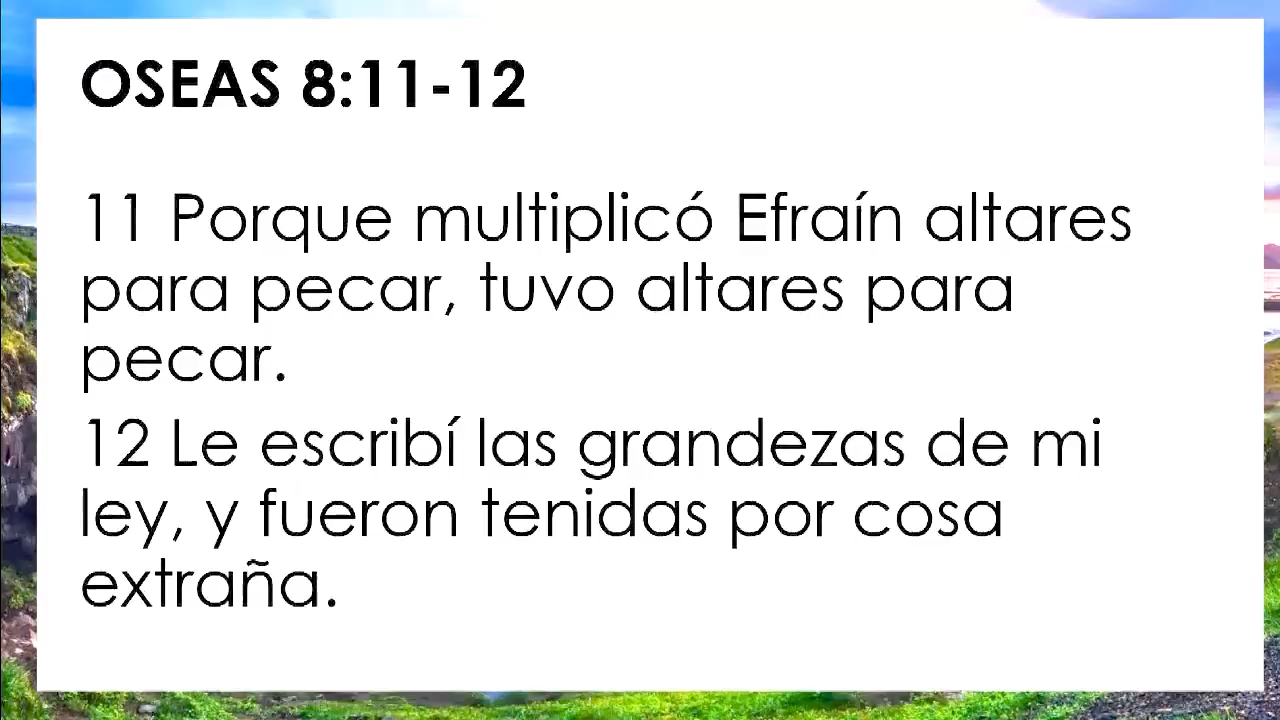 OSEAS 8:11-12
11 Porque multiplicó Efraín altares
para pecar, tuvo altares para
pecar.
12 Le escribí las grandezas de mi
ley, y fueron tenidas por cosa
extraña.